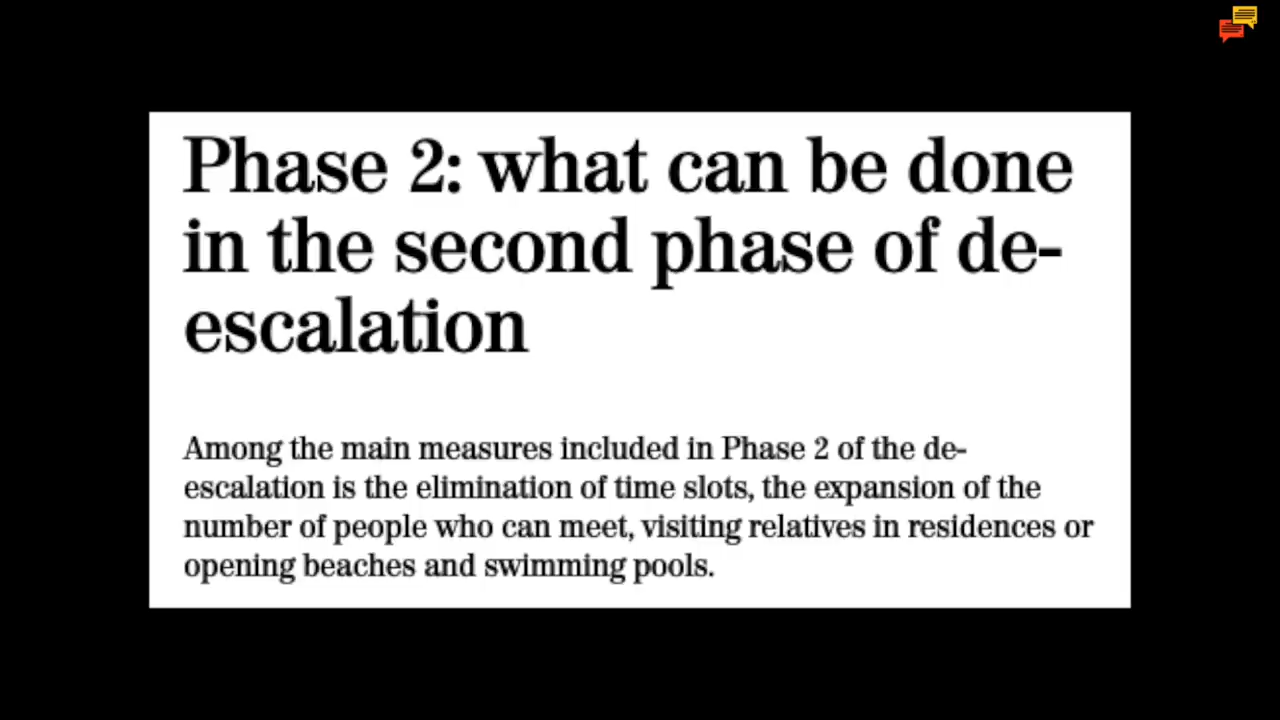 Phase 2: what can be done
in the second phase of de-
escalation
Among the main measures included in Phase 2 of the de-
escalation is the elimination of time slots, the expansion of the
number of people who can meet, visiting relatives in residences or
opening beaches and swimming pools.